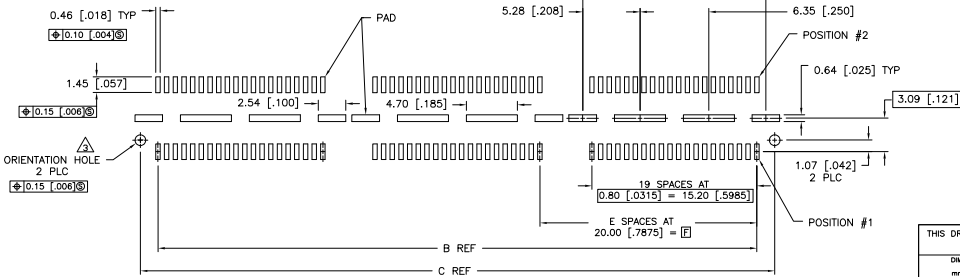 0.46 [.018] TYP
⌖ 0.10 [.004]Ⓢ
PAD
5.28 [.208]
6.35 [.250]
POSITION #2
1.45 [.057]
⌖ 0.15 [.006]Ⓢ
2.54 [.100]
4.70 [.185]
0.64 [.025] TYP
3.09 [.121]
3
ORIENTATION HOLE
2 PLC
⌖ 0.15 [.006]Ⓢ
1.07 [.042]
2 PLC
19 SPACES AT
0.80 [.0315] = 15.20 [.5985]
E SPACES AT
20.00 [.7875] = F
POSITION #1
B REF
C REF
THIS DR
DIM